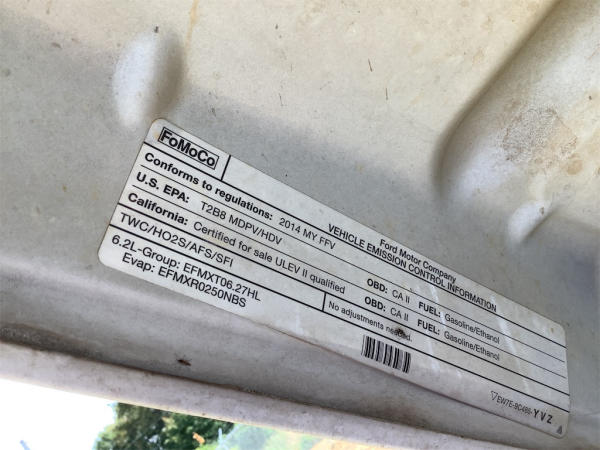 FoMoCo
Ford Motor Company
VEHICLE EMISSION CONTROL INFORMATION
Conforms to regulations: 2014 MY FFV
U.S. EPA: T2B8 MDPV/HDV OBD: CA II FUEL: Gasoline/Ethanol
California: Certified for sale ULEV II qualified OBD: CA II FUEL: Gasoline/Ethanol
TWC/HO2S/AFS/SFI
6.2L-Group: EFMXT06.27HL
Evap: EFMXR0250NBS
No adjustments needed.
EW7E-9C485-YVZ